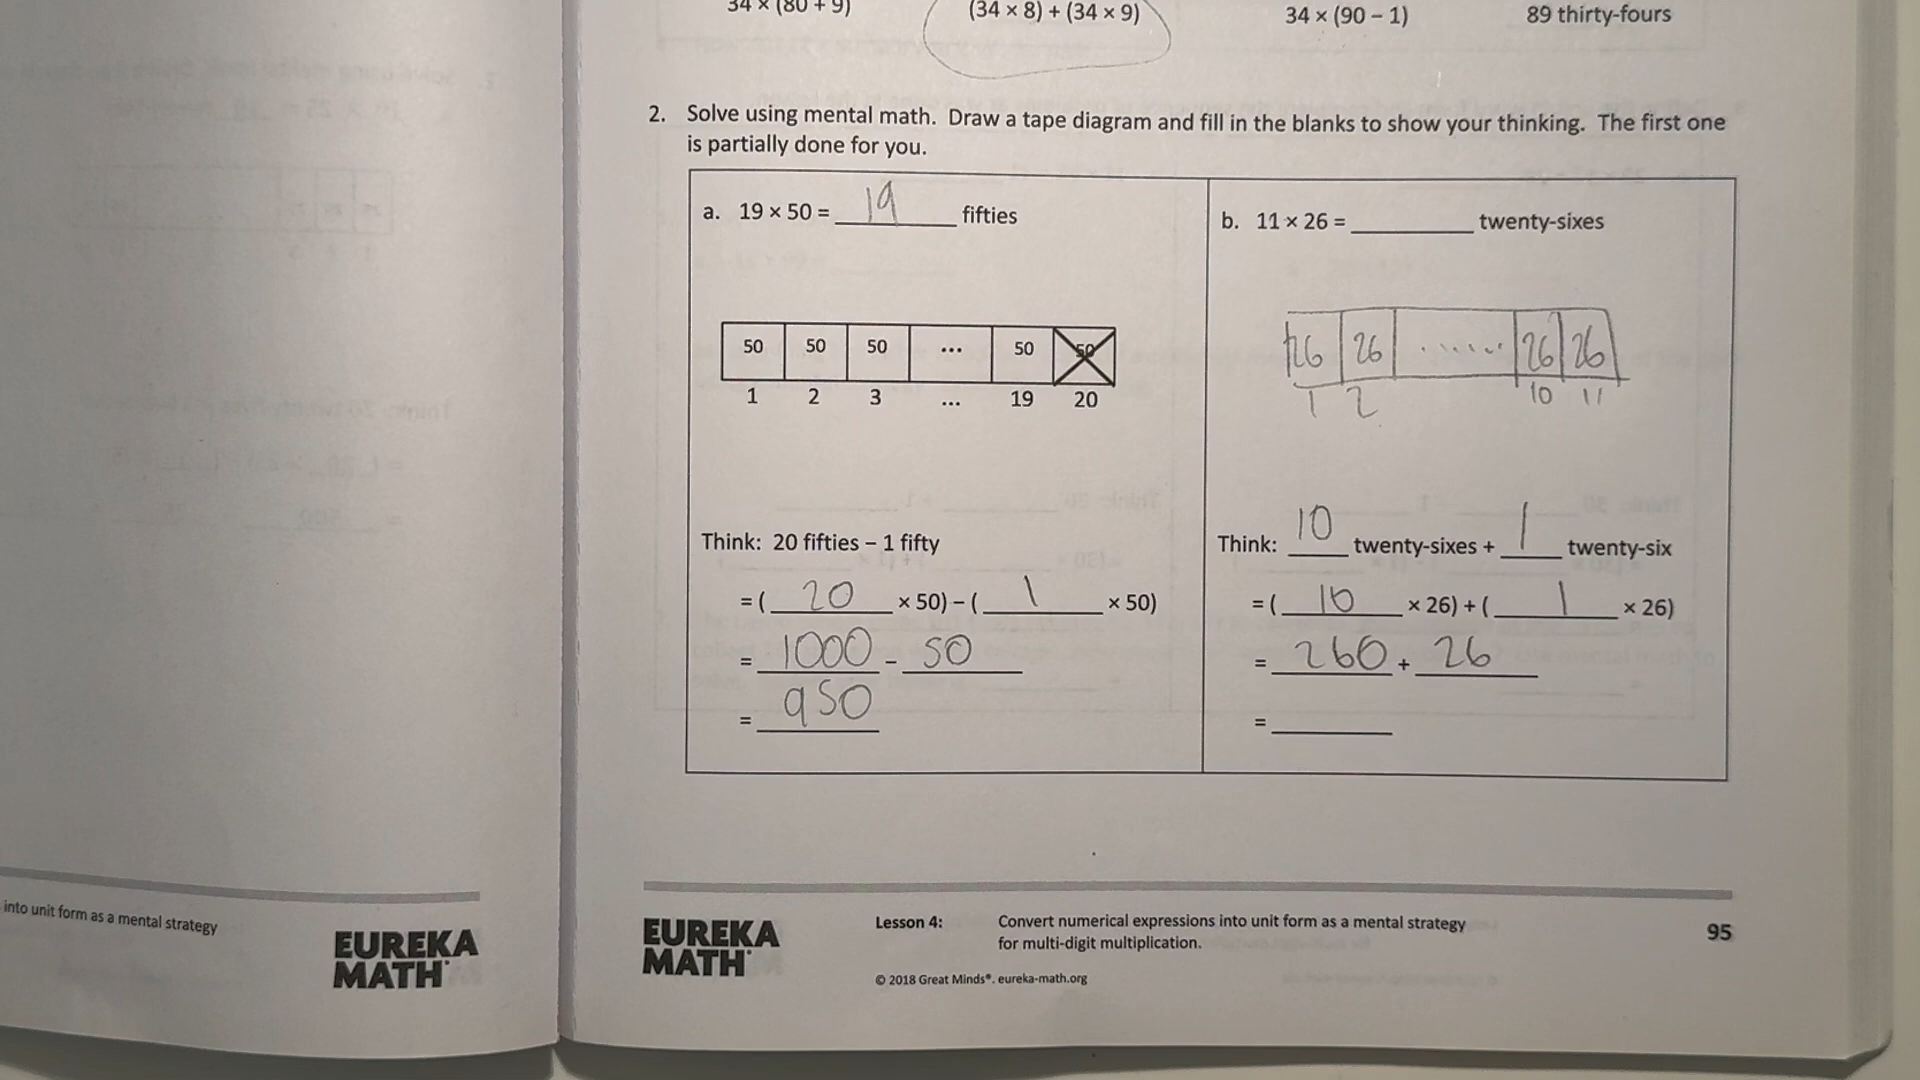 34 × (80 + 9)
(34 × 8) + (34 × 9)
34 × (90 − 1)
89 thirty-fours
2. Solve using mental math. Draw a tape diagram and fill in the blanks to show your thinking. The first one
is partially done for you.
a. 19 × 50 = 19 fifties
50 50 50 ... 50 50
1 2 3 ... 19 20
Think: 20 fifties − 1 fifty
= ( 20 × 50) − ( 1 × 50)
= 1000 - 50
= 950
b. 11 × 26 = ____ twenty-sixes
26 26 ....... 26 26
1 2 10 11
Think: 10 twenty-sixes + 1 twenty-six
= ( 10 × 26) + ( 1 × 26)
= 260 + 26
= ____
into unit form as a mental strategy
EUREKA
MATH
EUREKA
MATH
Lesson 4: Convert numerical expressions into unit form as a mental strategy
for multi-digit multiplication.
© 2018 Great Minds®. eureka-math.org
95